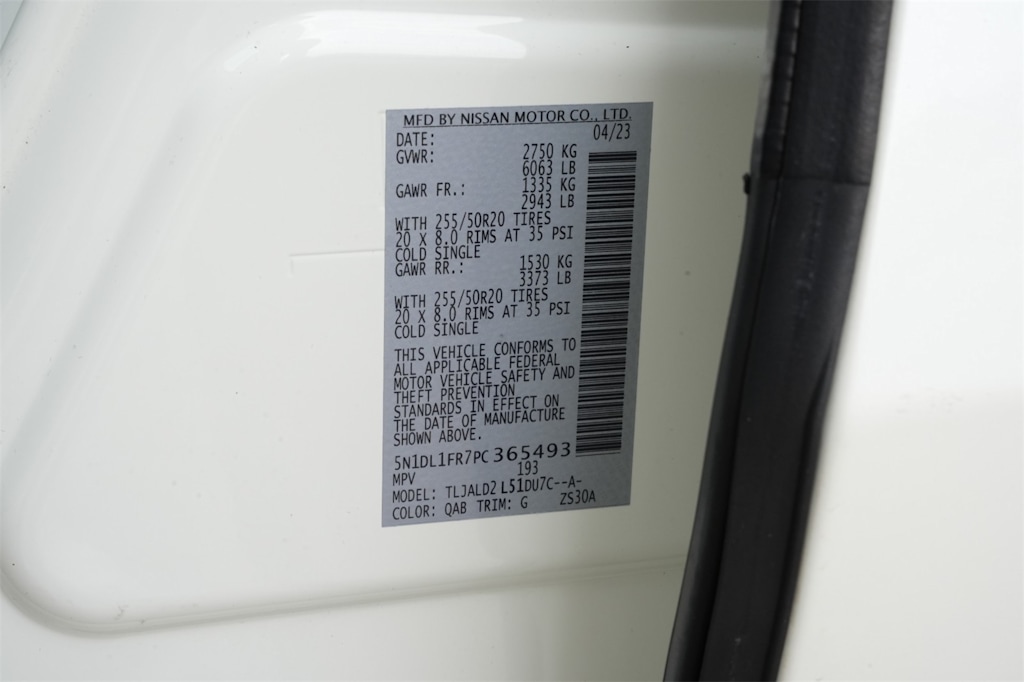 MFD BY NISSAN MOTOR CO., LTD.
DATE: 04/23
GVWR: 2750 KG
6063 LB
GAWR FR.: 1335 KG
2943 LB
WITH 255/50R20 TIRES
20 X 8.0 RIMS AT 35 PSI
COLD SINGLE
GAWR RR.: 1530 KG
3373 LB
WITH 255/50R20 TIRES
20 X 8.0 RIMS AT 35 PSI
COLD SINGLE
THIS VEHICLE CONFORMS TO
ALL APPLICABLE FEDERAL
MOTOR VEHICLE SAFETY AND
THEFT PREVENTION
STANDARDS IN EFFECT ON
THE DATE OF MANUFACTURE
SHOWN ABOVE.
5N1DL1FR7PC365493
MPV 193
MODEL: TLJALD2 L51DU7C--A-
COLOR: QAB TRIM: G ZS30A